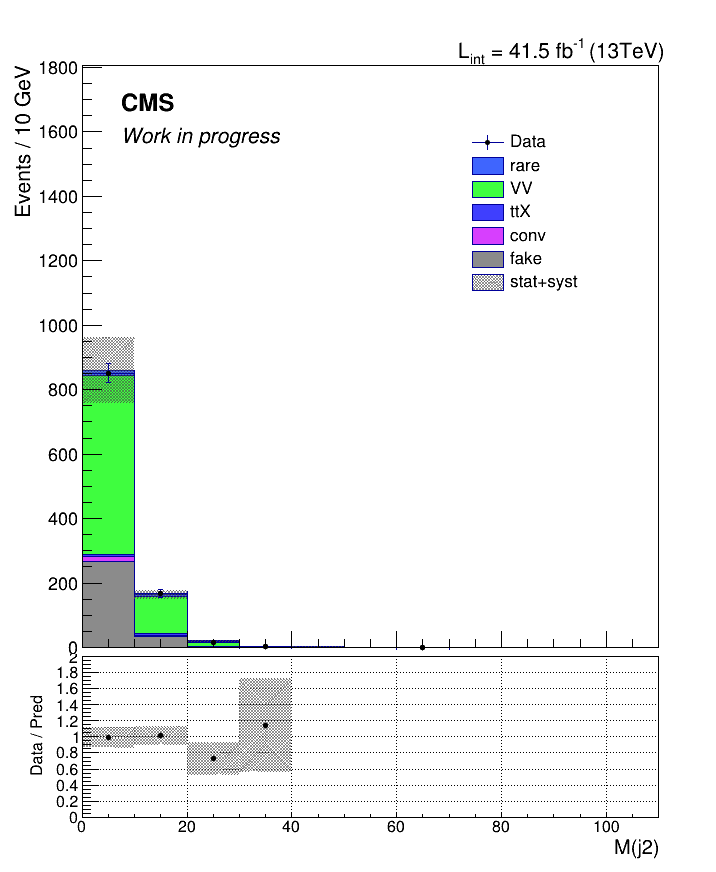 L_int = 41.5 fb^-1 (13TeV)
Events / 10 GeV
1800
1600
1400
1200
1000
800
600
400
200
0
CMS
Work in progress
Data
rare
VV
ttX
conv
fake
stat+syst
Data / Pred
2
1.8
1.6
1.4
1.2
1
0.8
0.6
0.4
0.2
0
0 20 40 60 80 100
M(j2)